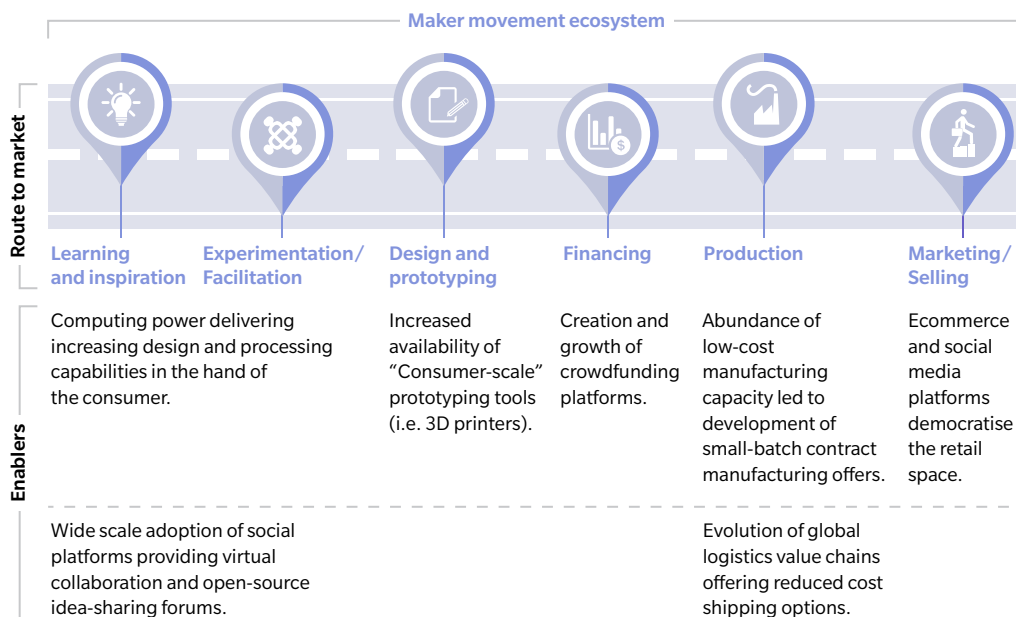 Maker movement ecosystem
Route to market
$
Learning
and inspiration
Experimentation/
Facilitation
Design and
prototyping
Financing
Production
Marketing/
Selling
Enablers
Computing power delivering
increasing design and processing
capabilities in the hand of
the consumer.
Increased
availability of
“Consumer-scale”
prototyping tools
(i.e. 3D printers).
Creation and
growth of
crowdfunding
platforms.
Abundance of
low-cost
manufacturing
capacity led to
development of
small-batch contract
manufacturing offers.
Ecommerce
and social
media
platforms
democratise
the retail
space.
Wide scale adoption of social
platforms providing virtual
collaboration and open-source
idea-sharing forums.
Evolution of global
logistics value chains
offering reduced cost
shipping options.